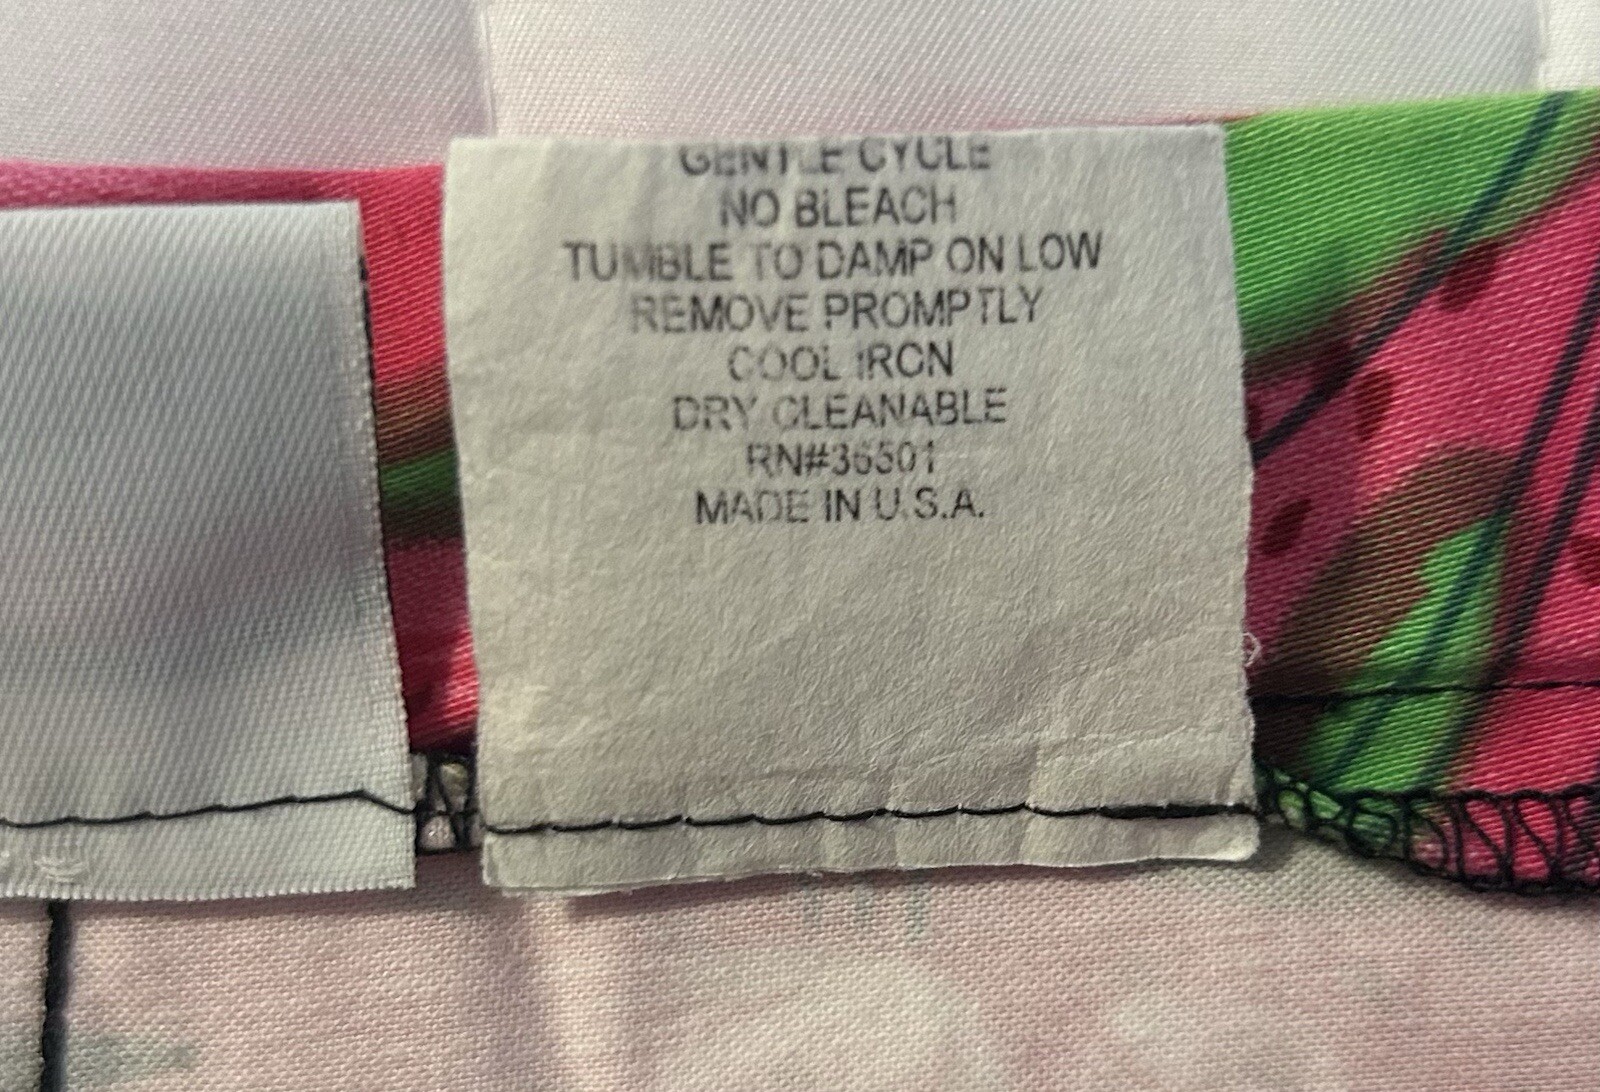 GENTLE CYCLE
NO BLEACH
TUMBLE TO DAMP ON LOW
REMOVE PROMPTLY
COOL IRON
DRY CLEANABLE
RN#36501
MADE IN U.S.A.